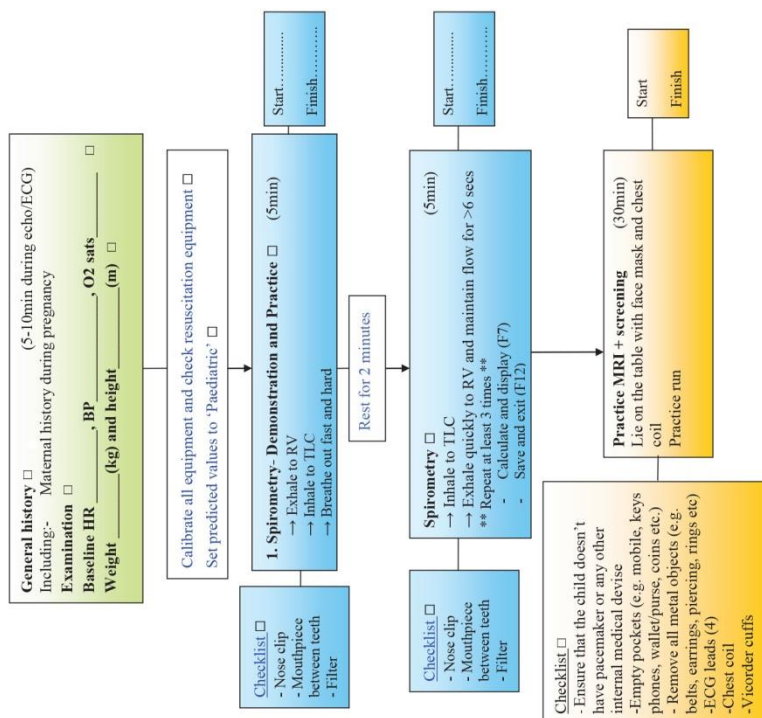 General history □ (5-10min during echo/ECG)
Including:- Maternal history during pregnancy
Examination □
Baseline HR ______, BP ________, O2 sats ______ □
Weight ______(kg) and height ________(m) □
Calibrate all equipment and check resuscitation equipment □
Set predicted values to ‘Paediatric’ □
Checklist □
- Nose clip
- Mouthpiece
between teeth
- Filter
1. Spirometry- Demonstration and Practice □ (5min)
→ Exhale to RV
→ Inhale to TLC
→ Breathe out fast and hard
Start.............
Finish...........
Rest for 2 minutes
Checklist □
- Nose clip
- Mouthpiece
between teeth
- Filter
Spirometry □ (5min)
→ Inhale to TLC
→ Exhale quickly to RV and maintain flow for >6 secs
** Repeat at least 3 times **
- Calculate and display (F7)
- Save and exit (F12)
Start.............
Finish...........
Checklist □
- Ensure that the child doesn’t
have pacemaker or any other
internal medical devise
-Empty pockets (e.g. mobile, keys
phones, wallet/purse, coins etc.)
- Remove all metal objects (e.g.
belts, earrings, piercing, rings etc)
-ECG leads (4)
-Chest coil
-Vicorder cuffs
Practice MRI + screening (30min)
Lie on the table with face mask and chest
coil
Practice run
Start
Finish